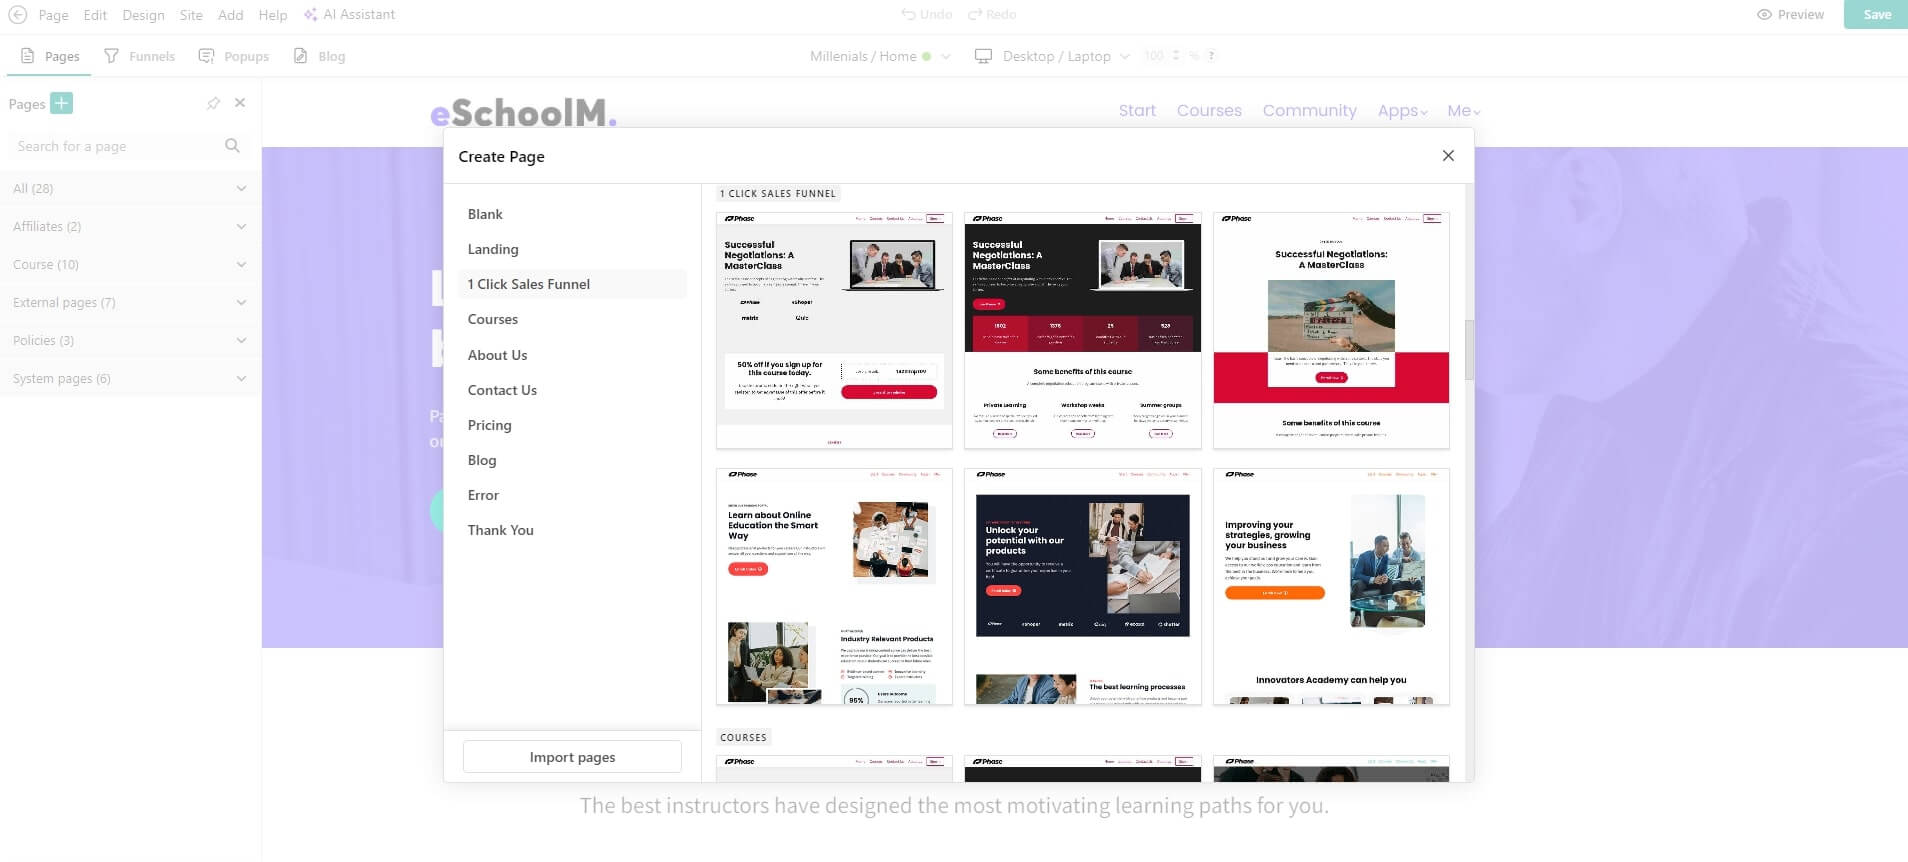 Page Edit Design Site Add Help AI Assistant Undo Redo Preview Save
Pages Funnels Popups Blog Millenials / Home Desktop / Laptop 100 % ?
Pages
Search for a page
All (28)
Affiliates (2)
Course (10)
External pages (7)
Policies (3)
System pages (6)
eSchoolM.
Start Courses Community Apps Me
Create Page
Blank
Landing
1 Click Sales Funnel
Courses
About Us
Contact Us
Pricing
Blog
Error
Thank You
Import pages
1 CLICK SALES FUNNEL
Phase
Successful
Negotiations: A
MasterClass
50% off if you sign up for
this course today.
Phase
Successful
Negotiations: A
MasterClass
1602 1376 25 928
Some benefits of this course
Private Learning Workshop weeks Summer groups
Phase
Successful Negotiations:
A MasterClass
Some benefits of this course
Phase
Learn about Online
Education the Smart
Way
Industry Relevant Products
95%
Phase
Unlock your
potential with our
products
The best learning processes
Phase
Improving your
strategies, growing
your business
Innovators Academy can help you
COURSES
Phase
Phase
Phase
The best instructors have designed the most motivating learning paths for you.